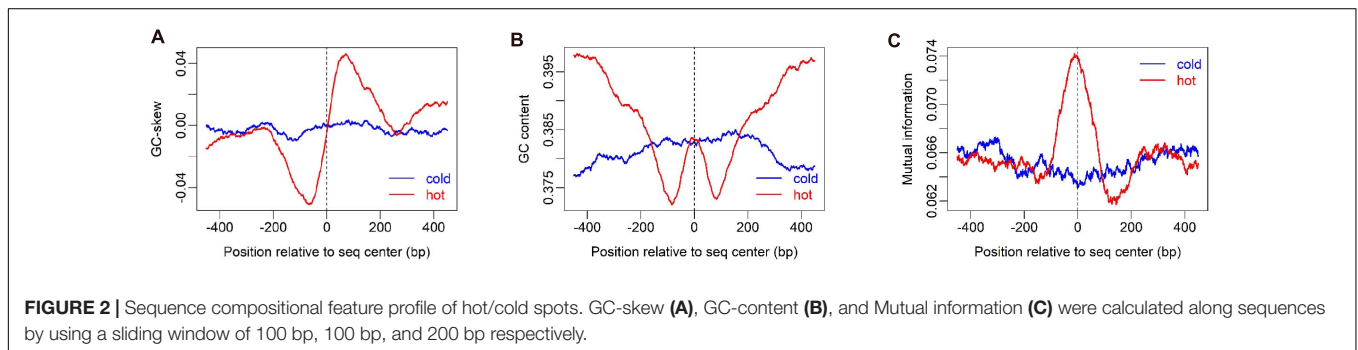 A
GC-skew
0.04
0.00
-0.04
cold
hot
-400 -200 0 200 400
Position relative to seq center (bp)
B
GC content
0.395
0.385
0.375
cold
hot
-400 -200 0 200 400
Position relative to seq center (bp)
C
Mutual information
0.074
0.070
0.066
0.062
cold
hot
-400 -200 0 200 400
Position relative to seq center (bp)
FIGURE 2 | Sequence compositional feature profile of hot/cold spots. GC-skew (A), GC-content (B), and Mutual information (C) were calculated along sequences
by using a sliding window of 100 bp, 100 bp, and 200 bp respectively.